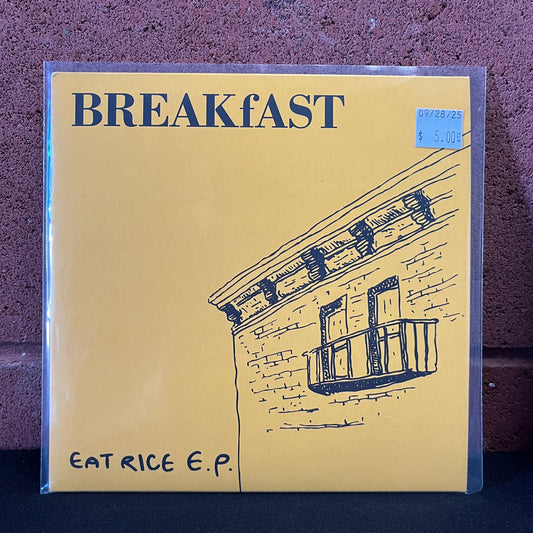 BREAKfAST
09/28/25
$ 5.00¢
EAT RICE E.P.